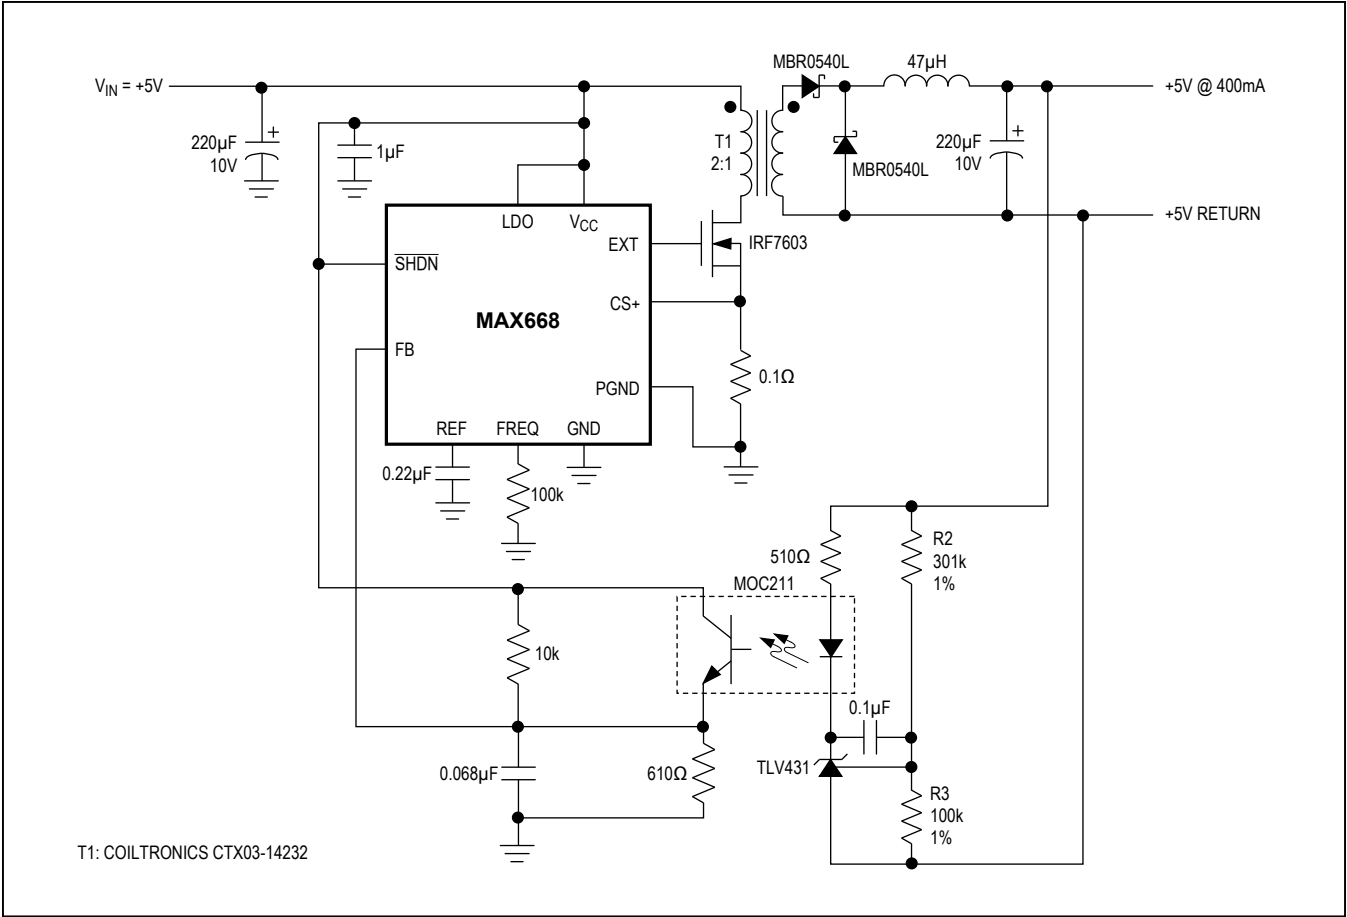 MBR0540L
47µH
VIN = +5V
+5V @ 400mA
220µF
10V
+
1µF
T1
2:1
MBR0540L
220µF
10V
+
+5V RETURN
LDO
VCC
EXT
IRF7603
SHDN
CS+
MAX668
FB
0.1Ω
PGND
REF
FREQ
GND
0.22µF
100k
510Ω
R2
301k
1%
MOC211
10k
0.1µF
0.068µF
610Ω
TLV431
R3
100k
1%
T1: COILTRONICS CTX03-14232